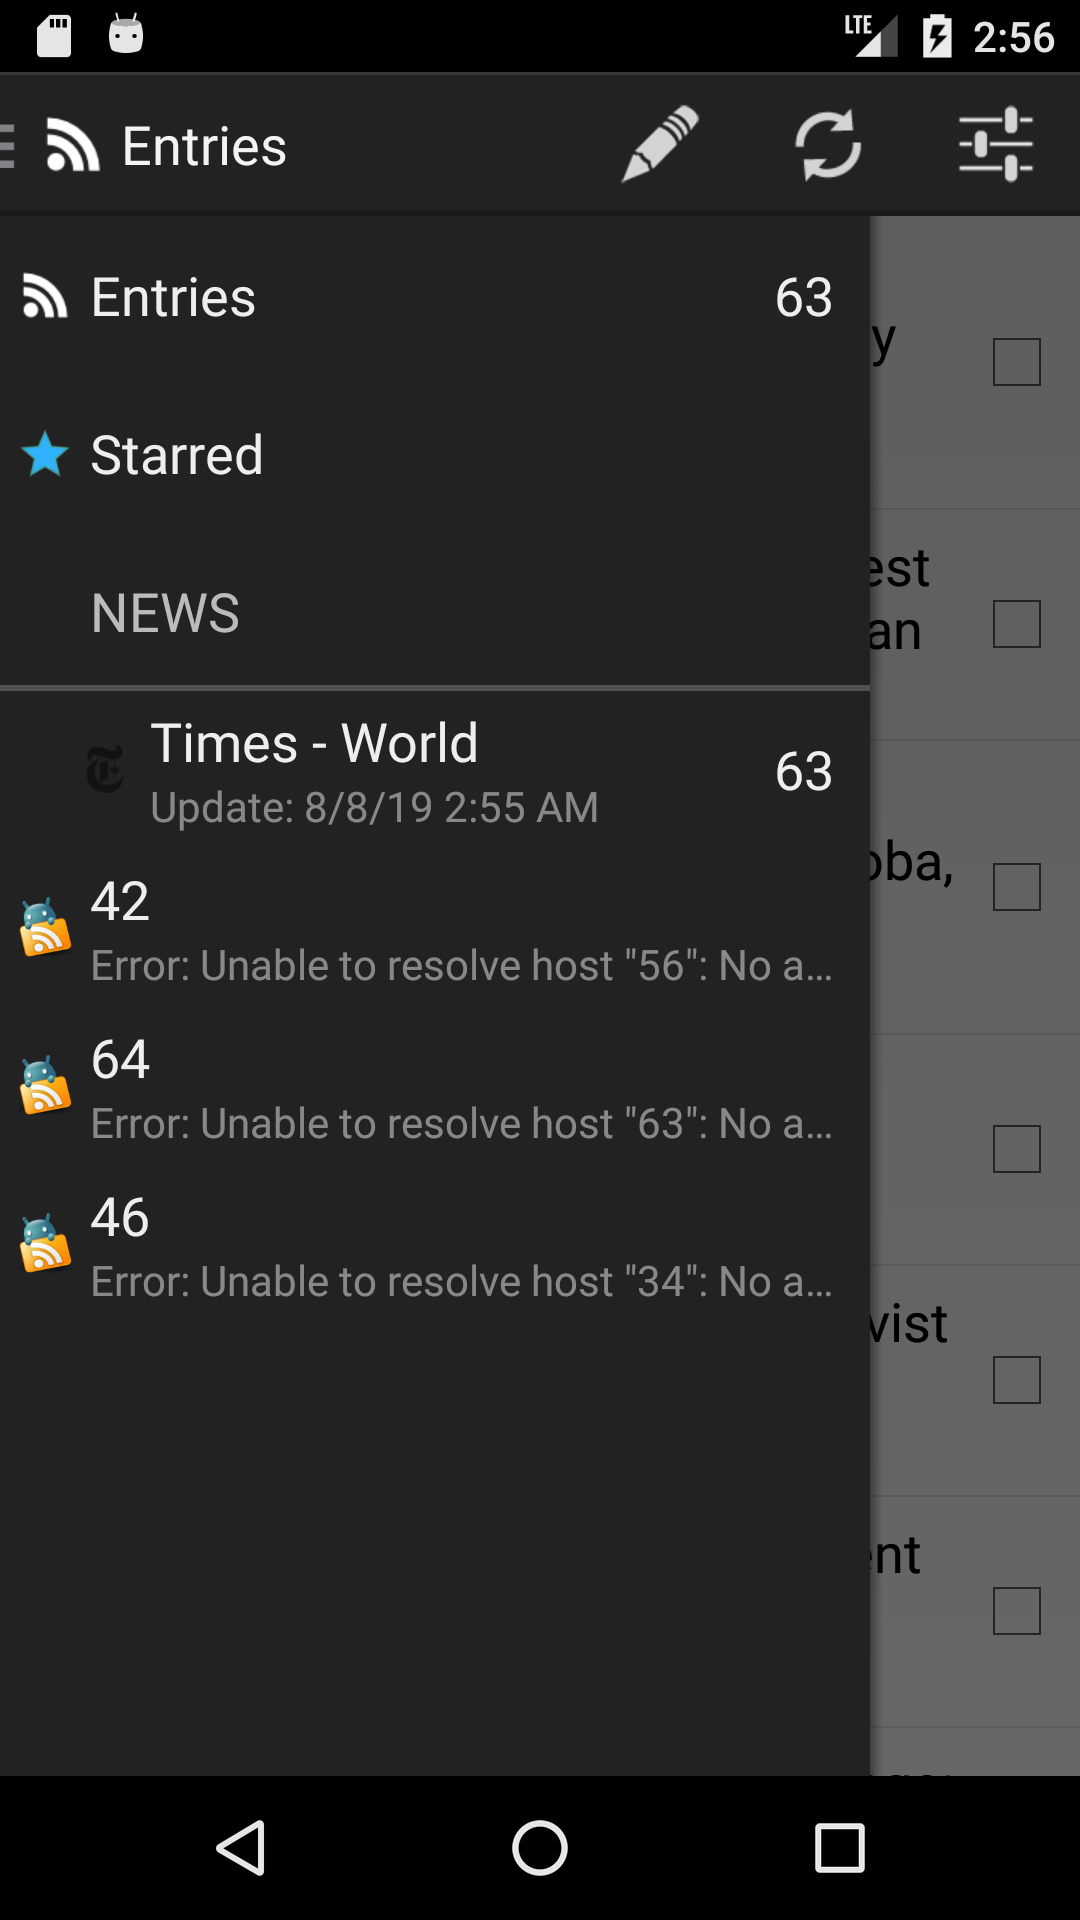 LTE 2:56
Entries
Entries 63
Starred
NEWS
Times - World
63
Update: 8/8/19 2:55 AM
42
Error: Unable to resolve host "56": No a...
64
Error: Unable to resolve host "63": No a...
46
Error: Unable to resolve host "34": No a...
y
est
an
oba,
vist
ent